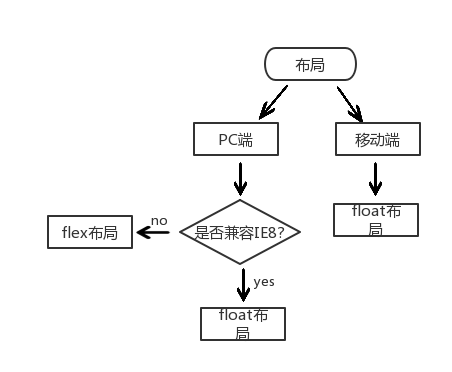 布局
PC端
移动端
float布
局
no
flex布局
是否兼容IE8?
yes
float布
局